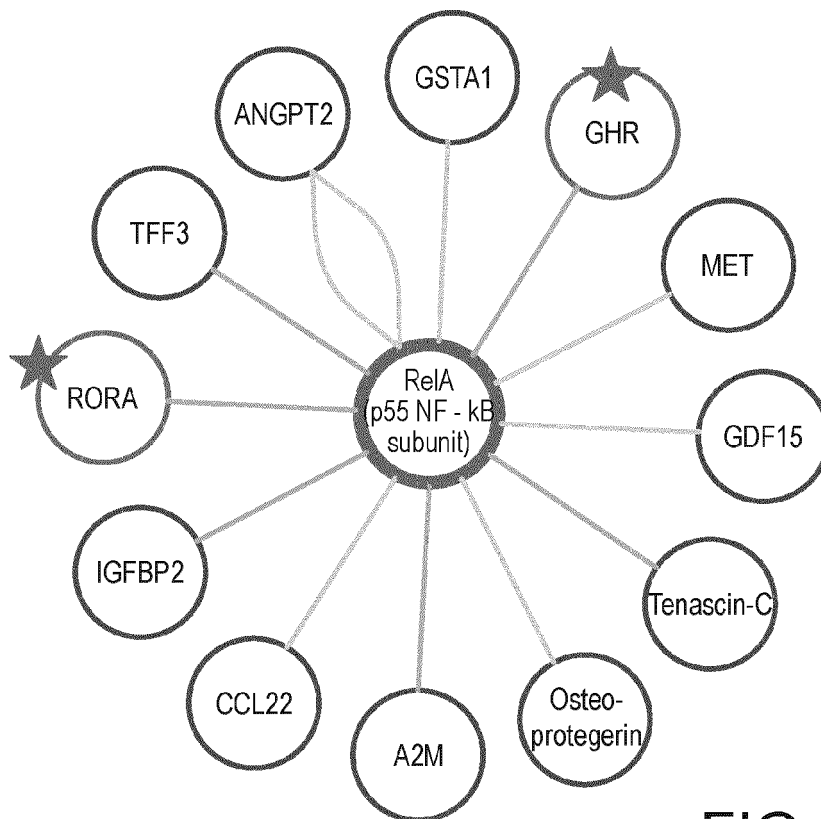 GSTA1
ANGPT2
GHR
TFF3
MET
RelA
(p55 NF - kB
subunit)
RORA
GDF15
IGFBP2
Tenascin-C
CCL22
Osteo-
protegerin
A2M
FIG